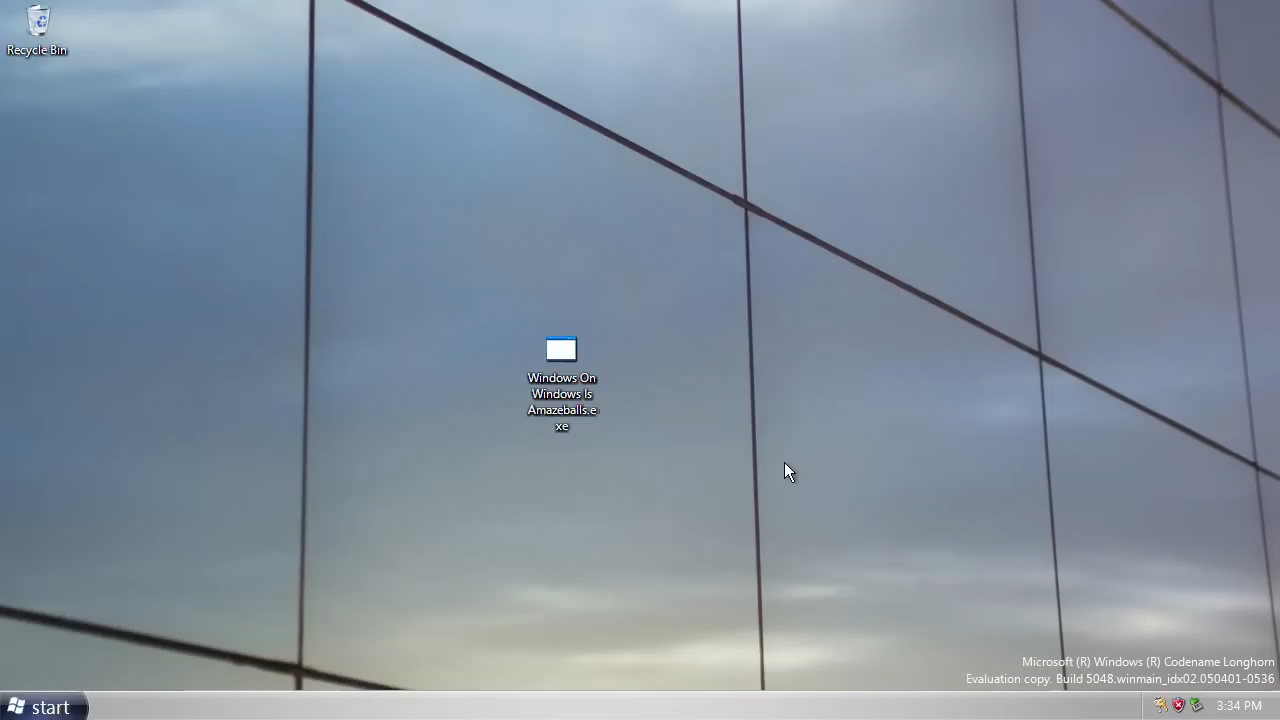 Recycle Bin
Windows On
Windows Is
Amazeballs.e
xe
Microsoft (R) Windows (R) Codename Longhorn
Evaluation copy. Build 5048.winmain_idx02.050401-0536
start
3:34 PM